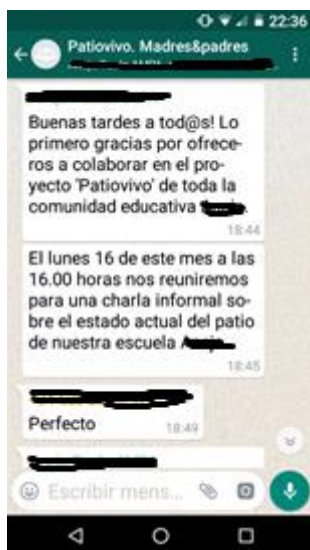 22:36
Patiovivo. Madres&padres
Buenas tardes a tod@s! Lo
primero gracias por ofrece-
ros a colaborar en el pro-
yecto 'Patiovivo' de toda la
comunidad educativa
18:44
El lunes 16 de este mes a las
16.00 horas nos reuniremos
para una charla informal so-
bre el estado actual del patio
de nuestra escuela
18:45
Perfecto
18:49
Escribir mens...